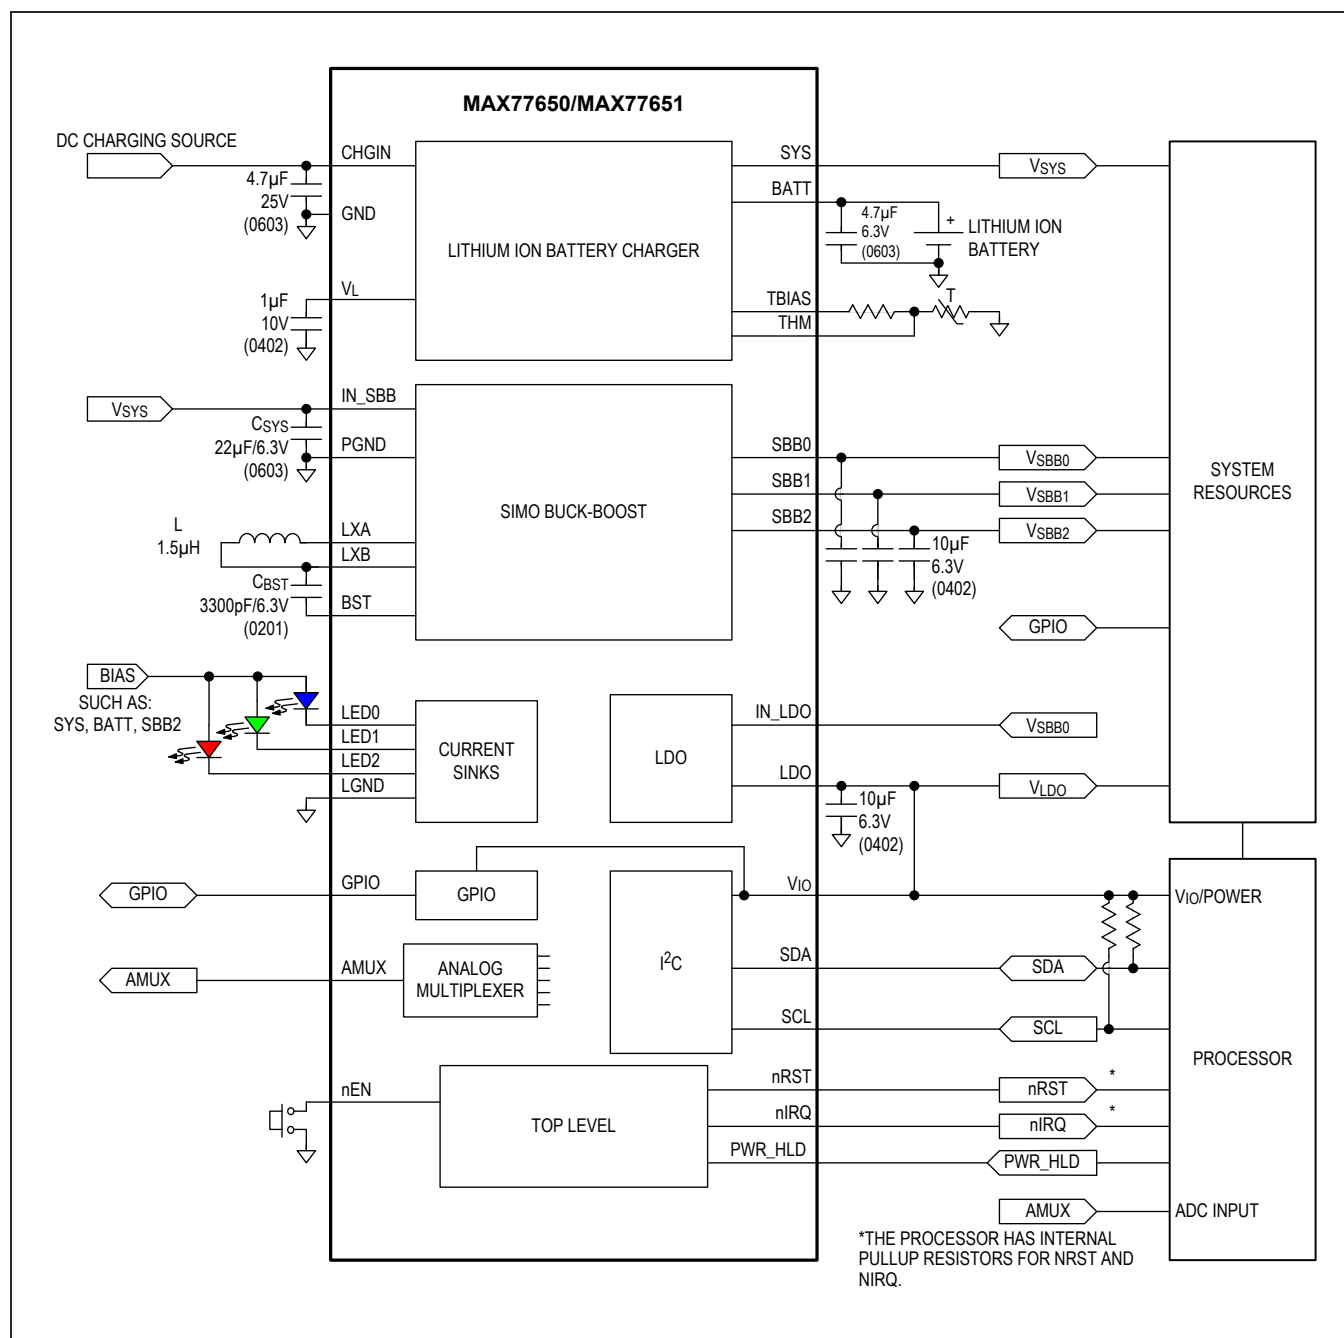 MAX77650/MAX77651
DC CHARGING SOURCE
CHGIN
4.7µF
25V
(0603)
GND
VL
1µF
10V
(0402)
LITHIUM ION BATTERY CHARGER
SYS
BATT
TBIAS
THM
VSYS
4.7µF
6.3V
(0603)
+
LITHIUM ION
BATTERY
T
VSYS
IN_SBB
CSYS
22µF/6.3V
(0603)
PGND
L
1.5µH
LXA
LXB
CBST
3300pF/6.3V
(0201)
BST
SIMO BUCK-BOOST
SBB0
SBB1
SBB2
VSBB0
VSBB1
VSBB2
10µF
6.3V
(0402)
GPIO
SYSTEM
RESOURCES
BIAS
SUCH AS:
SYS, BATT, SBB2
LED0
LED1
LED2
LGND
CURRENT
SINKS
LDO
IN_LDO
LDO
VSBB0
VLDO
10µF
6.3V
(0402)
GPIO
GPIO
GPIO
AMUX
AMUX
ANALOG
MULTIPLEXER
I2C
VIO
SDA
SCL
SDA
SCL
VIO/POWER
PROCESSOR
nEN
TOP LEVEL
nRST
nIRQ
PWR_HLD
nRST
*
nIRQ
*
PWR_HLD
AMUX
ADC INPUT
*THE PROCESSOR HAS INTERNAL
PULLUP RESISTORS FOR NRST AND
NIRQ.